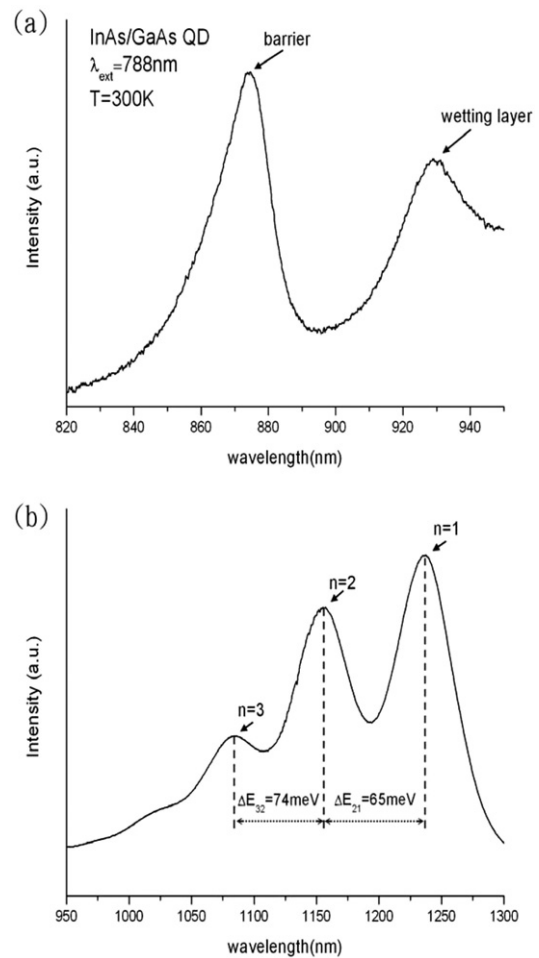 (a)
InAs/GaAs QD
λext=788nm
T=300K
barrier
wetting layer
Intensity (a.u.)
820 840 860 880 900 920 940
wavelength(nm)
(b)
n=1
n=2
n=3
ΔE32=74meV ΔE21=65meV
Intensity (a.u.)
950 1000 1050 1100 1150 1200 1250 1300
wavelength(nm)